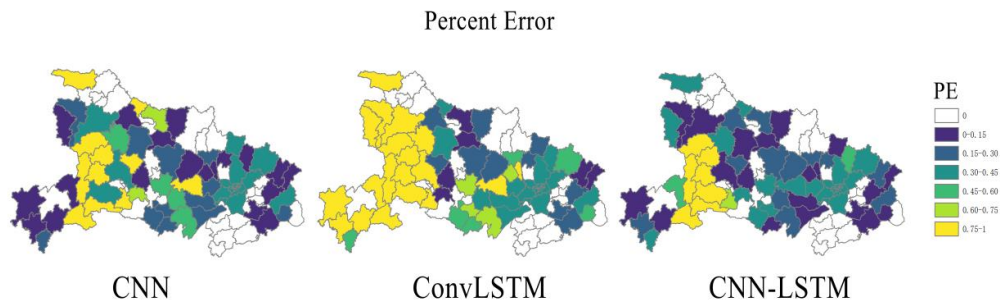 Percent Error
PE
0
0-0.15
0.15-0.30
0.30-0.45
0.45-0.60
0.60-0.75
0.75-1
CNN
ConvLSTM
CNN-LSTM